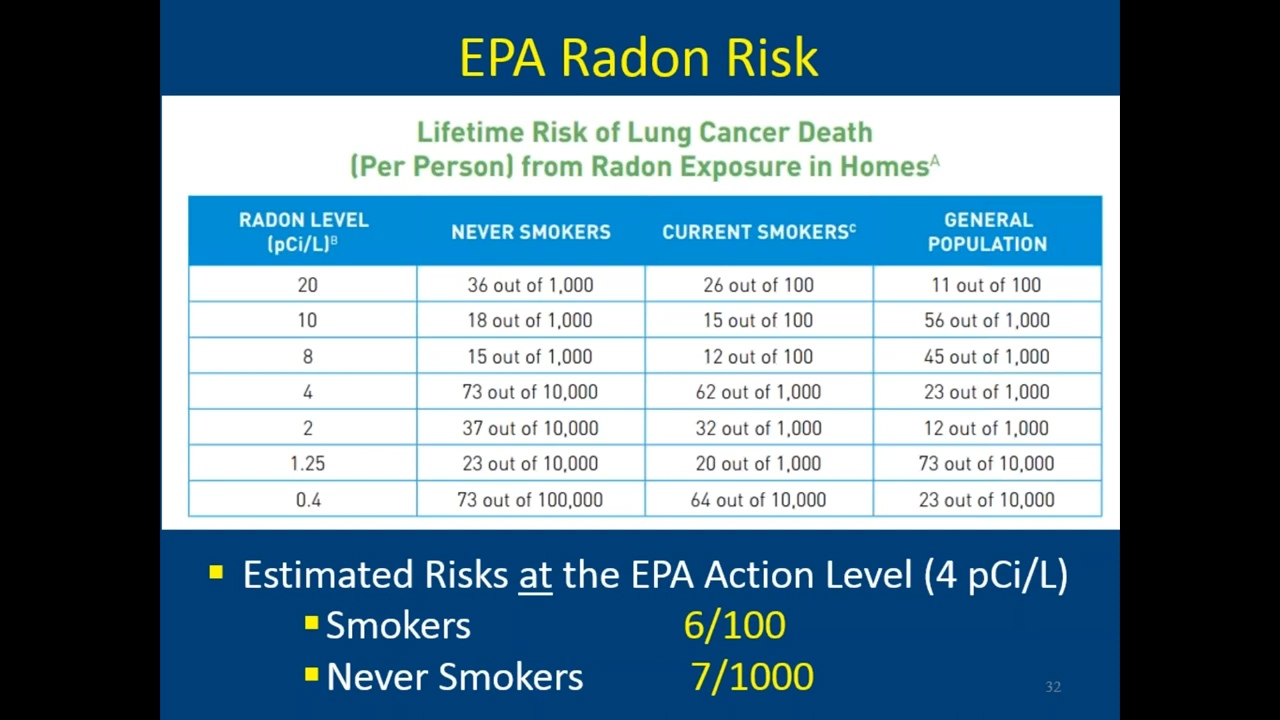 EPA Radon Risk
Lifetime Risk of Lung Cancer Death
(Per Person) from Radon Exposure in Homesᴬ
RADON LEVEL (pCi/L)ᴮ NEVER SMOKERS CURRENT SMOKERSᶜ GENERAL POPULATION
20 36 out of 1,000 26 out of 100 11 out of 100
10 18 out of 1,000 15 out of 100 56 out of 1,000
8 15 out of 1,000 12 out of 100 45 out of 1,000
4 73 out of 10,000 62 out of 1,000 23 out of 1,000
2 37 out of 10,000 32 out of 1,000 12 out of 1,000
1.25 23 out of 10,000 20 out of 1,000 73 out of 10,000
0.4 73 out of 100,000 64 out of 10,000 23 out of 10,000
▪ Estimated Risks at the EPA Action Level (4 pCi/L)
▪ Smokers 6/100
▪ Never Smokers 7/1000
32